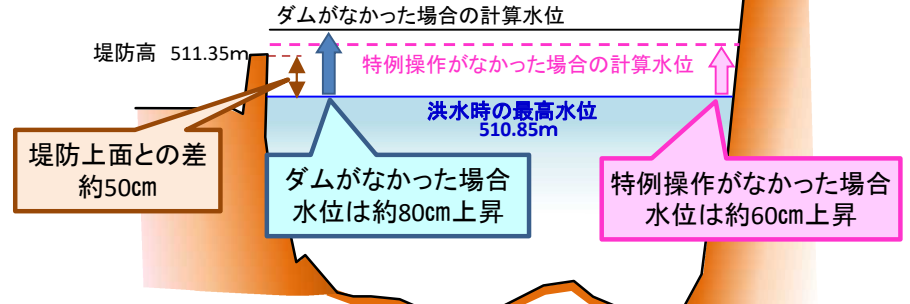 ダムがなかった場合の計算水位
堤防高 511.35m
特例操作がなかった場合の計算水位
洪水時の最高水位
510.85m
堤防上面との差
約50㎝
ダムがなかった場合
水位は約80㎝上昇
特例操作がなかった場合
水位は約60㎝上昇